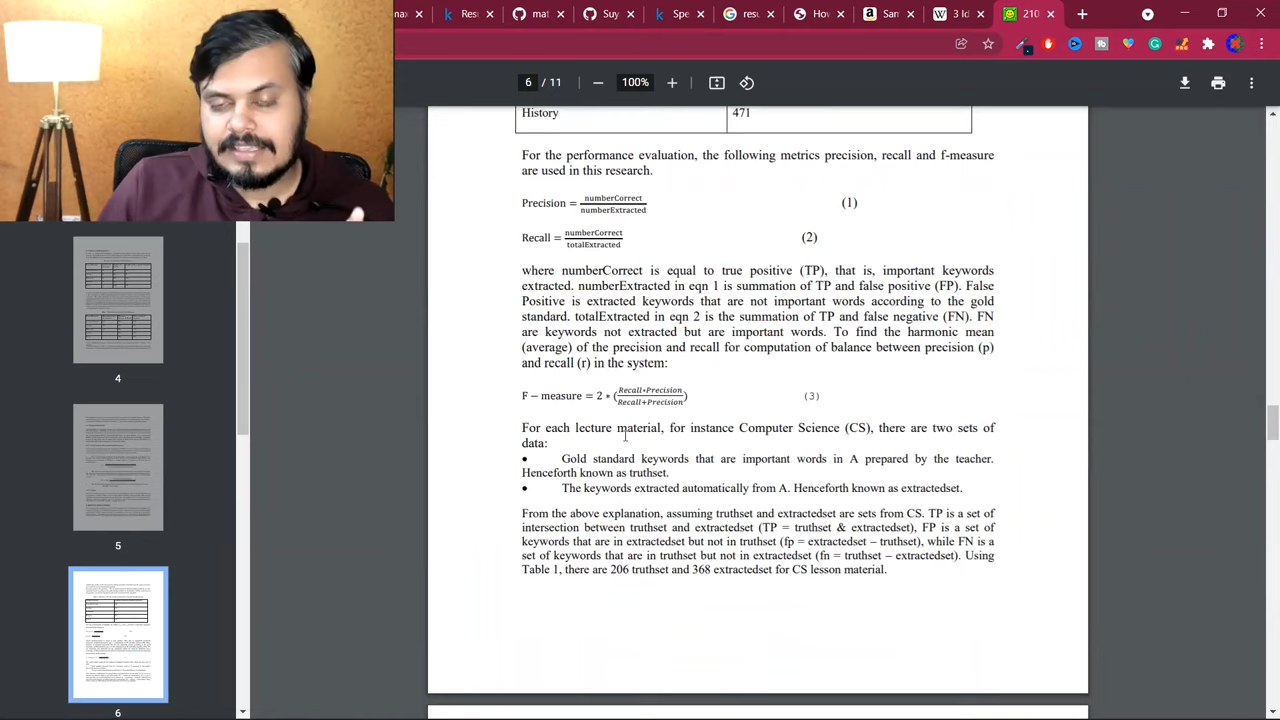 Resu
mat
Suy
Spe
resu
Hov
Sar
3 Id
210
6 / 11
100%
History 471
For the performance evaluation, the following metrics precision, recall and f-measure
are used in this research.
Precision = numberCorrect
numberExtracted
(1)
Recall = numberCorrect
totalExtracted
(2)
where numberCorrect is equal to true positive (TP), that is, important keywords
extracted. numberExtracted in eqn 1 is summation of TP and false positive (FP). False
Positive is extracted keywords that are not important words according to the gold
standard. totalExtracted in eqn 2 is the summation of TP and false negative (FN). FN
are keywords not extracted but are important words. To find the harmonic mean
(average) of the precision and recall for computation of balance between precision (p)
and recall (r) in the system:
F − measure = 2 * (Recall*Precision
Recall+Precision)
(3)
For each lecture material, for instance Computer Science (CS), there are two sets of
data:
• Gold standard keywords that are important words in A prepared by the teacher.
Henceforth known as truthset.
• The keywords extracted automatically from A. Henceforth known as extractedset.
From the above explanation, assuming truthset and extractedset are sets from CS. TP is a set of
intersection between truthset and extractedset (TP = truthset & extractedset), FP is a set of
keywords that are in extractedset but not in truthset (fp = extractedset – truthset), while FN is a
set of keywords that are in truthset but not in extractedset (fn = truthset – extractedset). Using
Table 1, there are 206 truthset and 368 extractedset for CS lesson material.
4
5
6